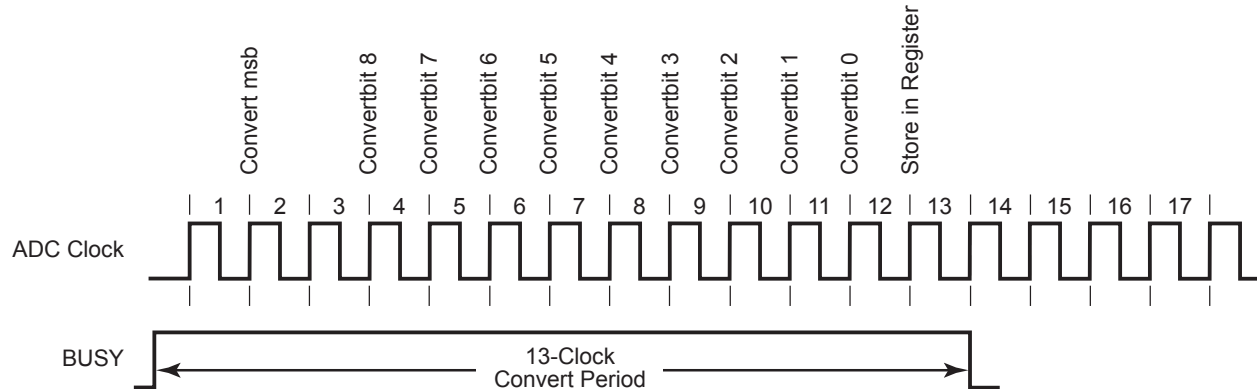 Convert msb
Convertbit 8
Convertbit 7
Convertbit 6
Convertbit 5
Convertbit 4
Convertbit 3
Convertbit 2
Convertbit 1
Convertbit 0
Store in Register
1 2 3 4 5 6 7 8 9 10 11 12 13 14 15 16 17
ADC Clock
BUSY
13-Clock
Convert Period